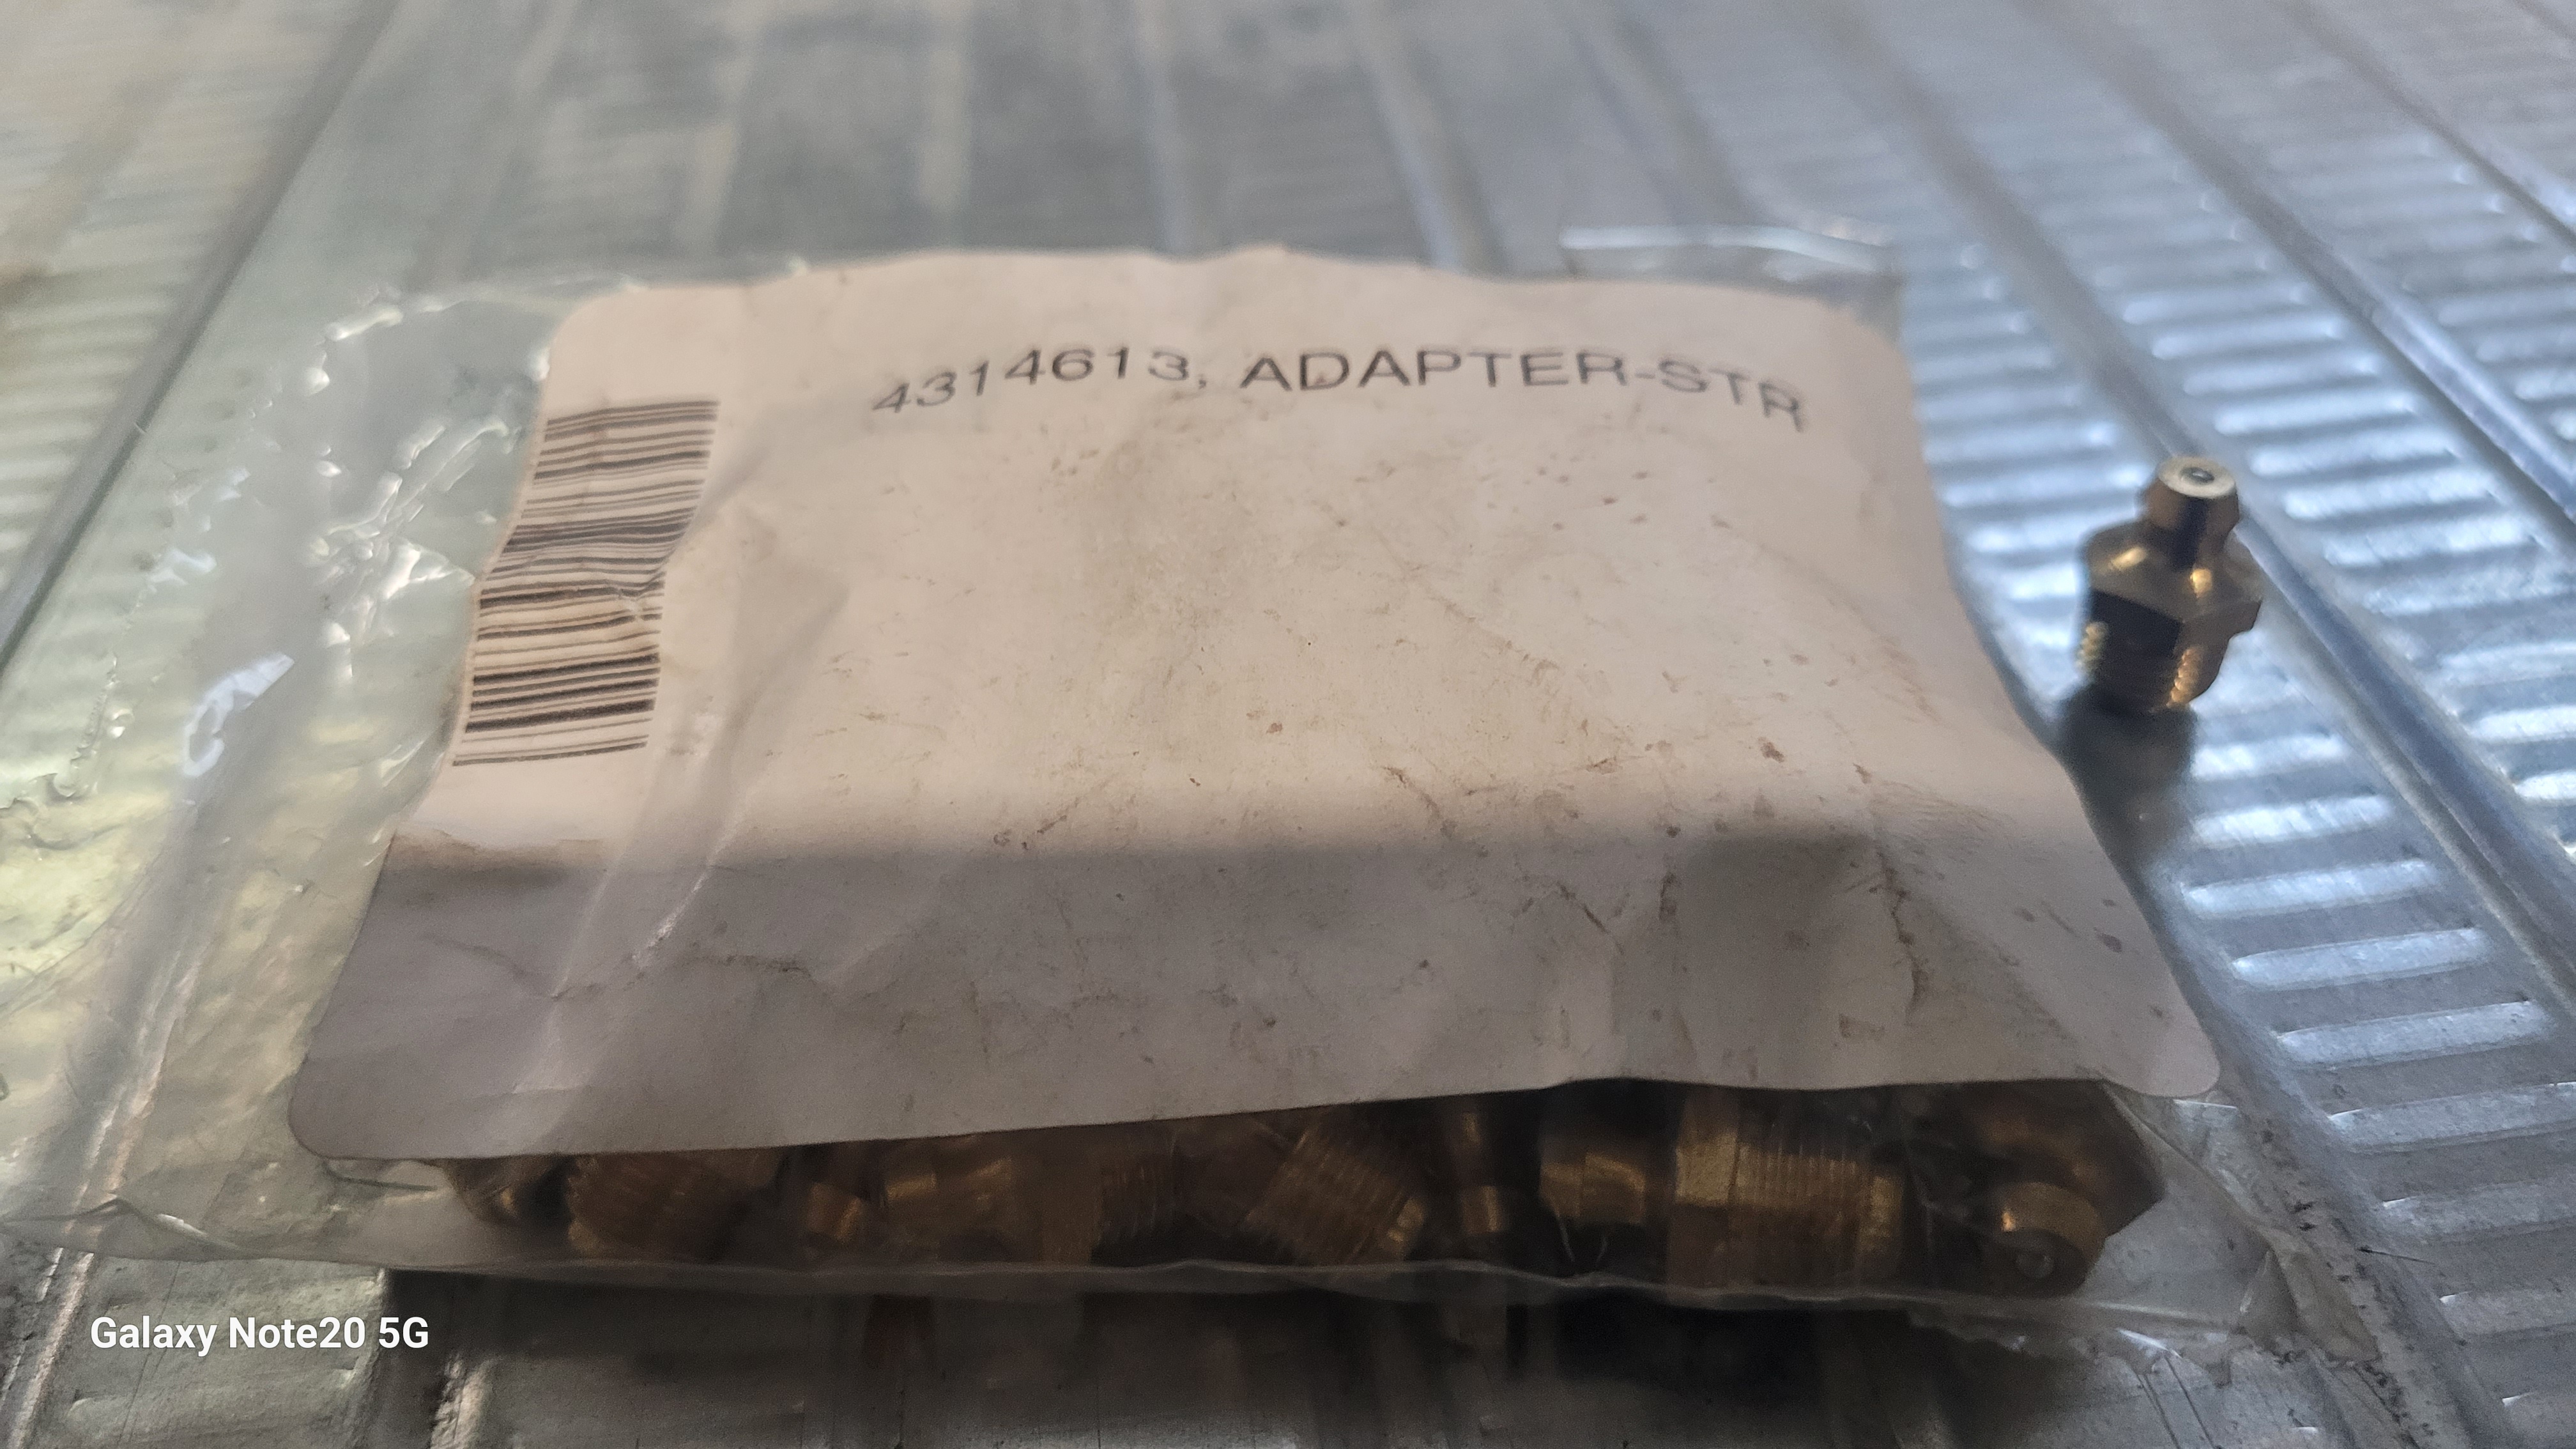 4314613, ADAPTER-STR
Galaxy Note20 5G